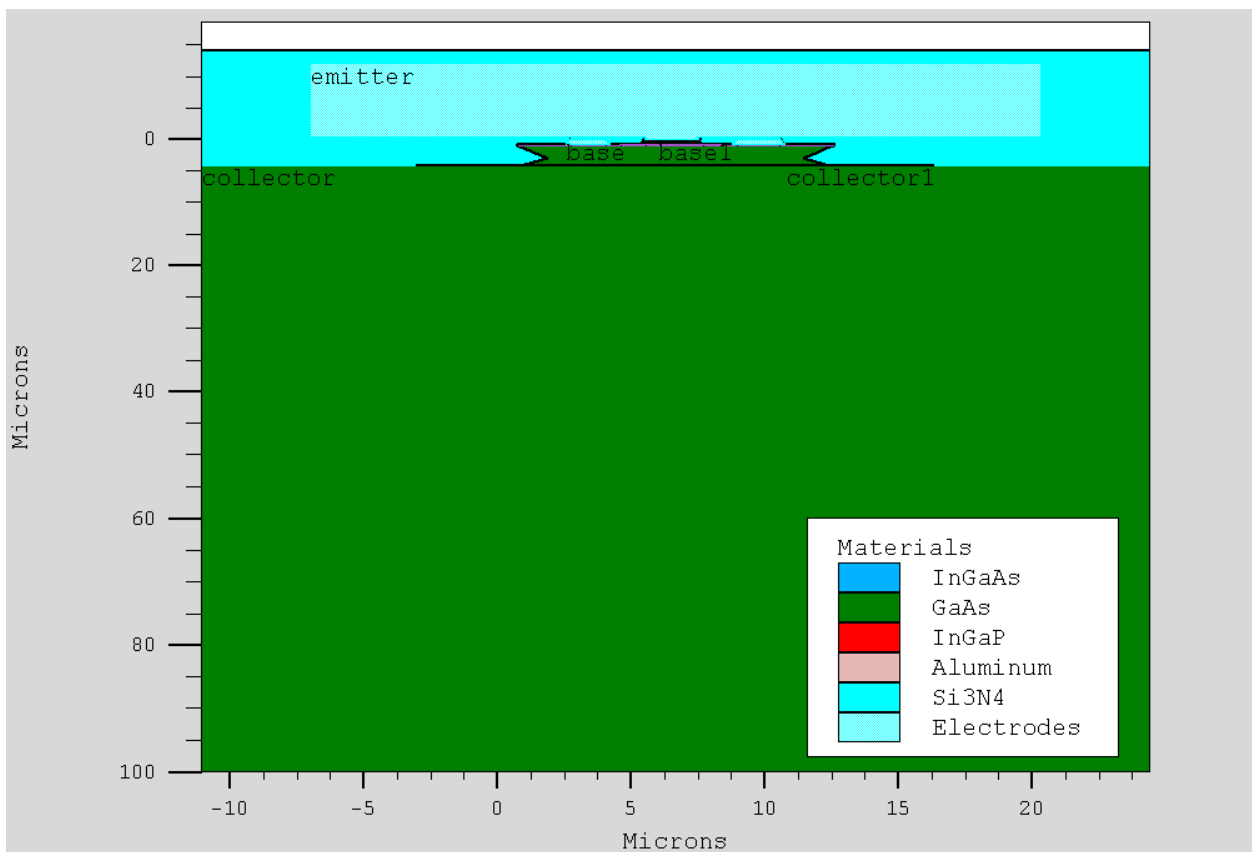 emitter
0
base base1
collector collector1
20
40
60
80
100
Microns
Materials
InGaAs
GaAs
InGaP
Aluminum
Si3N4
Electrodes
-10 -5 0 5 10 15 20
Microns